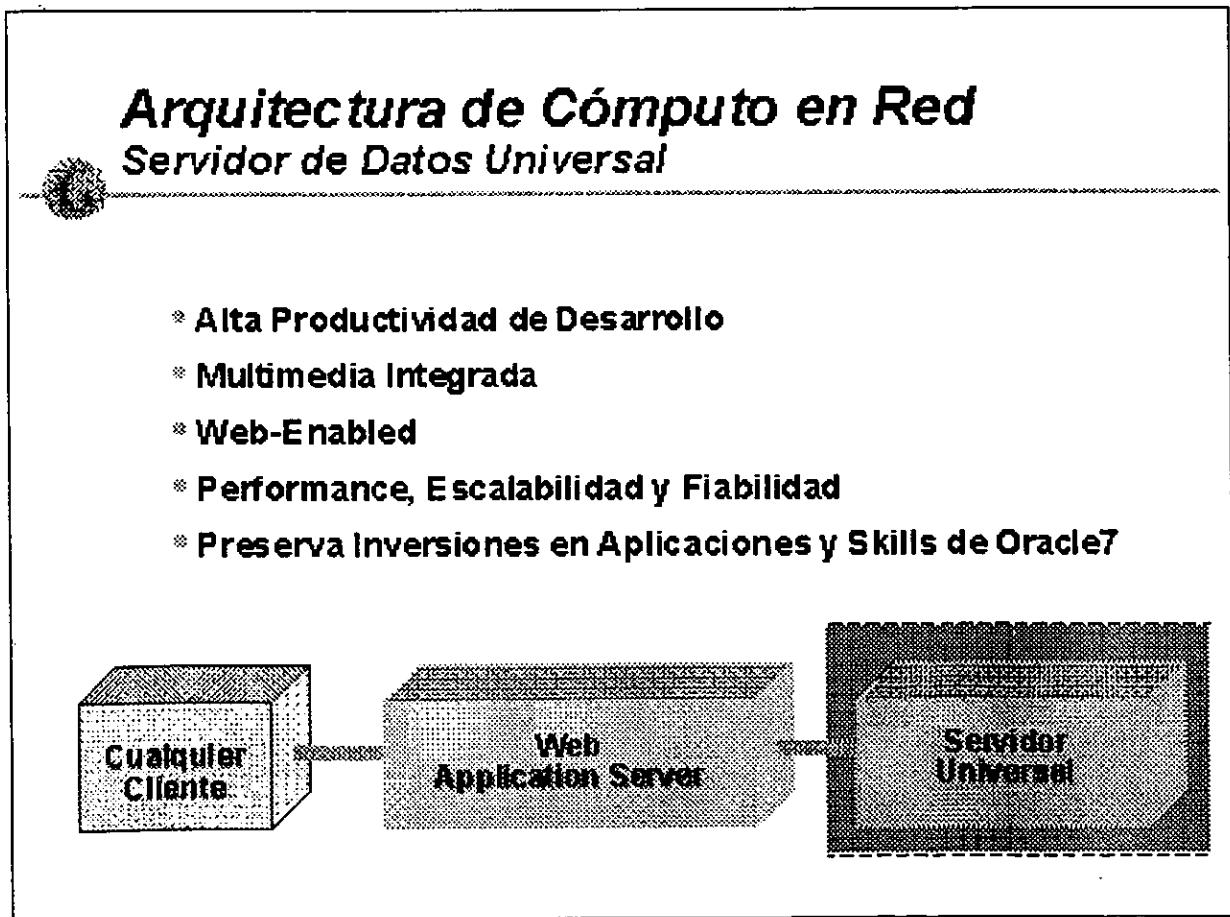 Arquitectura de Cómputo en Red
Servidor de Datos Universal
* Alta Productividad de Desarrollo
* Multimedia Integrada
* Web-Enabled
* Performance, Escalabilidad y Fiabilidad
* Preserva Inversiones en Aplicaciones y Skills de Oracle7
Cualquier
Cliente
Web
Application Server
Servidor
Universal